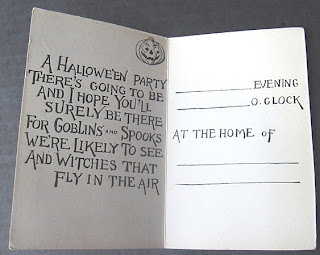 A HALLOWE'EN PARTY
THERE'S GOING TO BE
AND I HOPE YOU'LL
SURELY BE THERE
FOR GOBLINS AND SPOOKS
WE'RE LIKELY TO SEE
AND WITCHES THAT
FLY IN THE AIR
EVENING
O,CLOCK
AT THE HOME OF